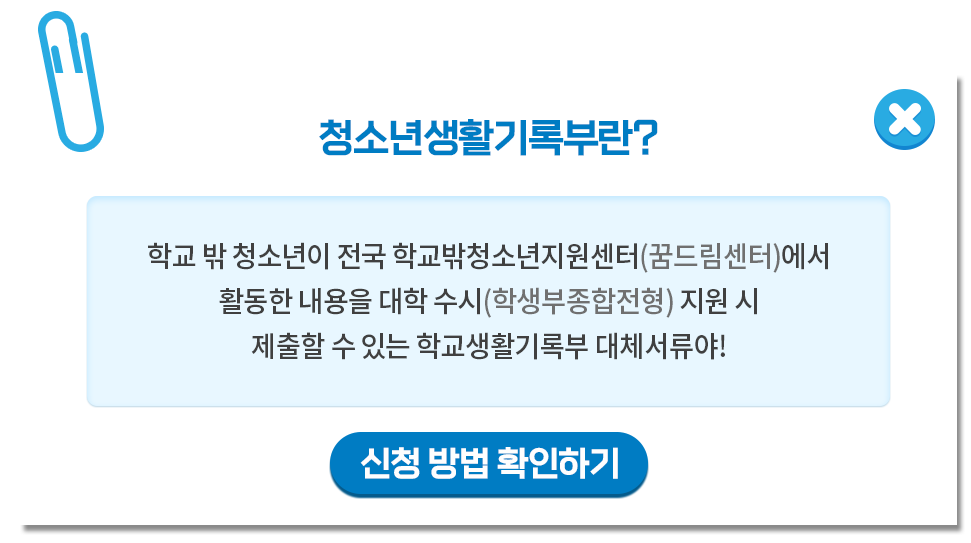 청소년생활기록부란?
학교 밖 청소년이 전국 학교밖청소년지원센터(꿈드림센터)에서
활동한 내용을 대학 수시(학생부종합전형) 지원 시
제출할 수 있는 학교생활기록부 대체서류야!
신청 방법 확인하기